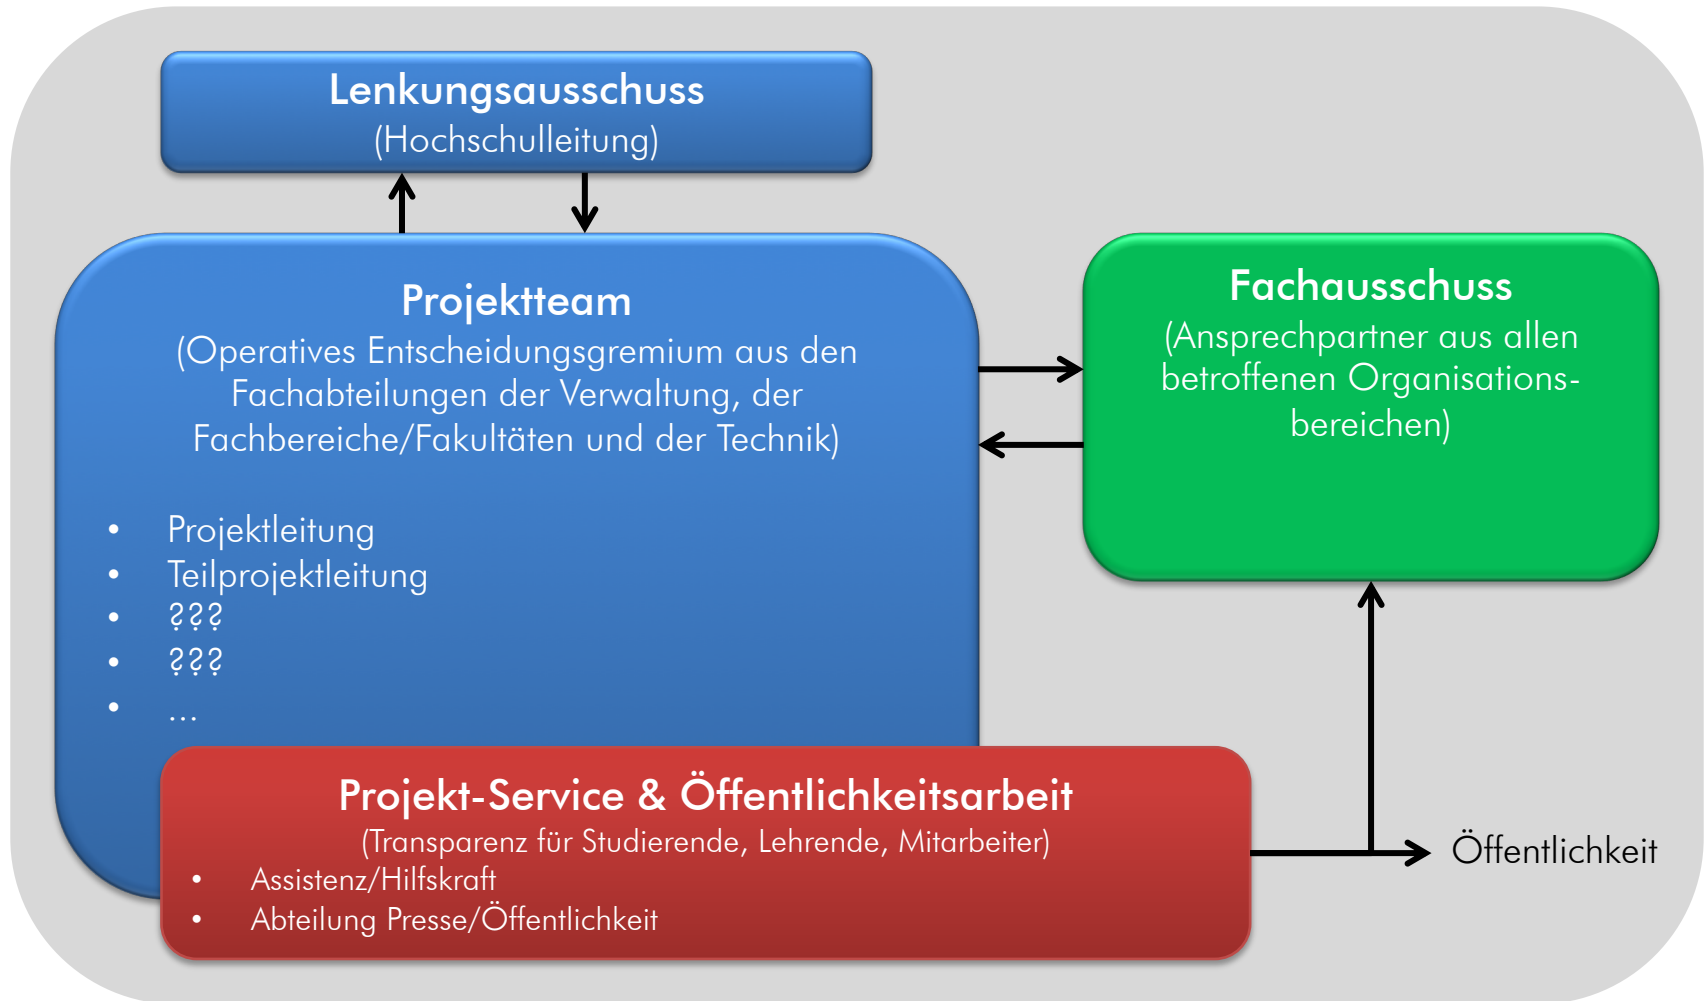 Lenkungsausschuss
(Hochschulleitung)
Projektteam
(Operatives Entscheidungsgremium aus den
Fachabteilungen der Verwaltung, der
Fachbereiche/Fakultäten und der Technik)
• Projektleitung
• Teilprojektleitung
• ???
• ???
• ...
Fachausschuss
(Ansprechpartner aus allen
betroffenen Organisations-
bereichen)
Projekt-Service & Öffentlichkeitsarbeit
(Transparenz für Studierende, Lehrende, Mitarbeiter)
• Assistenz/Hilfskraft
• Abteilung Presse/Öffentlichkeit
Öffentlichkeit